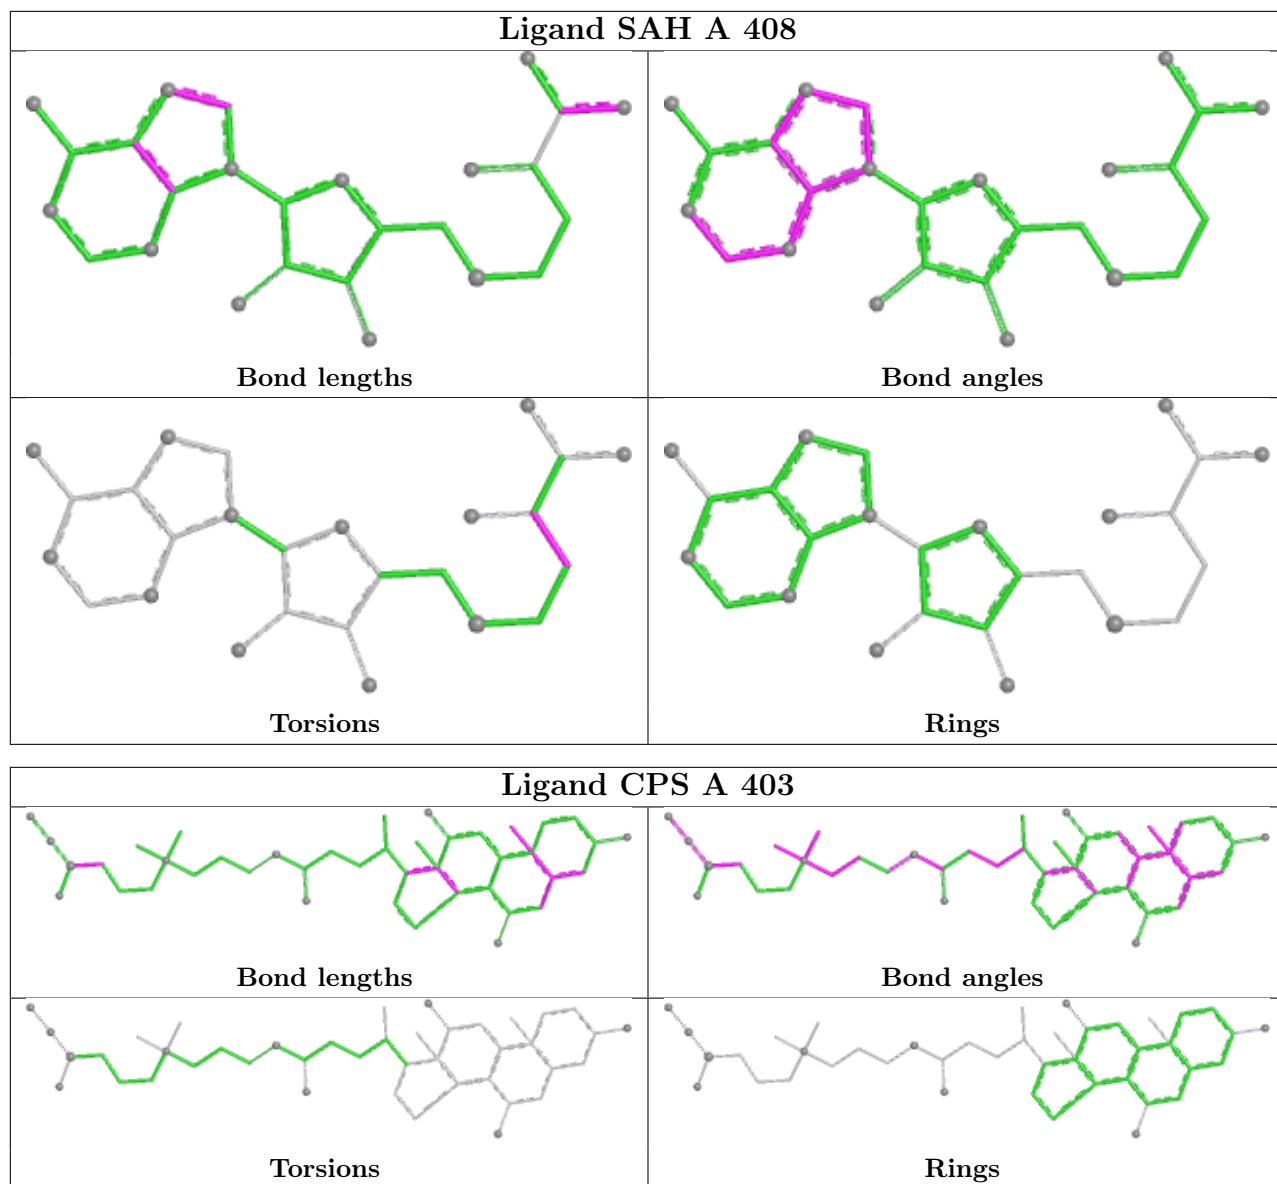 Ligand SAH A 408
Bond lengths
Bond angles
Torsions
Rings
Ligand CPS A 403
Bond lengths
Bond angles
Torsions
Rings